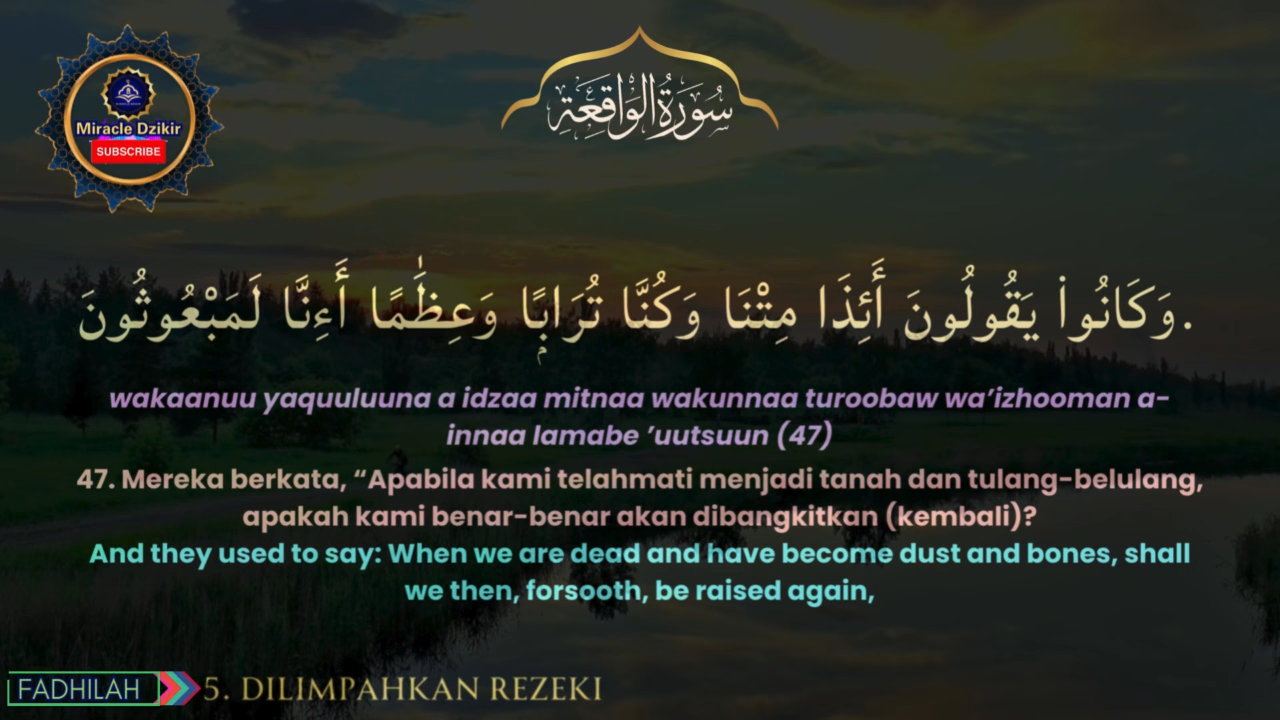 سُورَةُ الْوَاقِعَةِ
Miracle Dzikir
SUBSCRIBE
وَكَانُوا۟ يَقُولُونَ أَئِذَا مِتْنَا وَكُنَّا تُرَابًۭا وَعِظَٰمًا أَءِنَّا لَمَبْعُوثُونَ.
wakaanuu yaquuluuna a idzaa mitnaa wakunnaa turoobaw wa’izhooman a-
innaa lamabe ’uutsuun (47)
47. Mereka berkata, “Apabila kami telahmati menjadi tanah dan tulang-belulang,
apakah kami benar-benar akan dibangkitkan (kembali)?
And they used to say: When we are dead and have become dust and bones, shall
we then, forsooth, be raised again,
FADHILAH
5. DILIMPAHKAN REZEKI